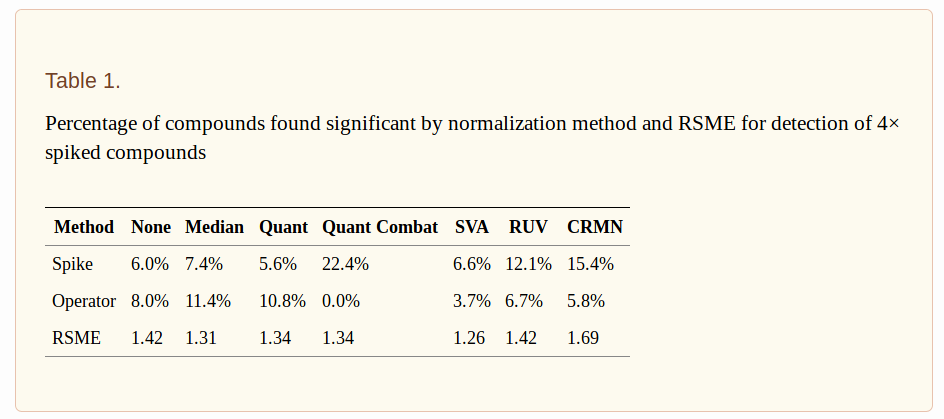 Table 1.
Percentage of compounds found significant by normalization method and RSME for detection of 4×
spiked compounds
Method None Median Quant Quant Combat SVA RUV CRMN
Spike 6.0% 7.4% 5.6% 22.4% 6.6% 12.1% 15.4%
Operator 8.0% 11.4% 10.8% 0.0% 3.7% 6.7% 5.8%
RSME 1.42 1.31 1.34 1.34 1.26 1.42 1.69